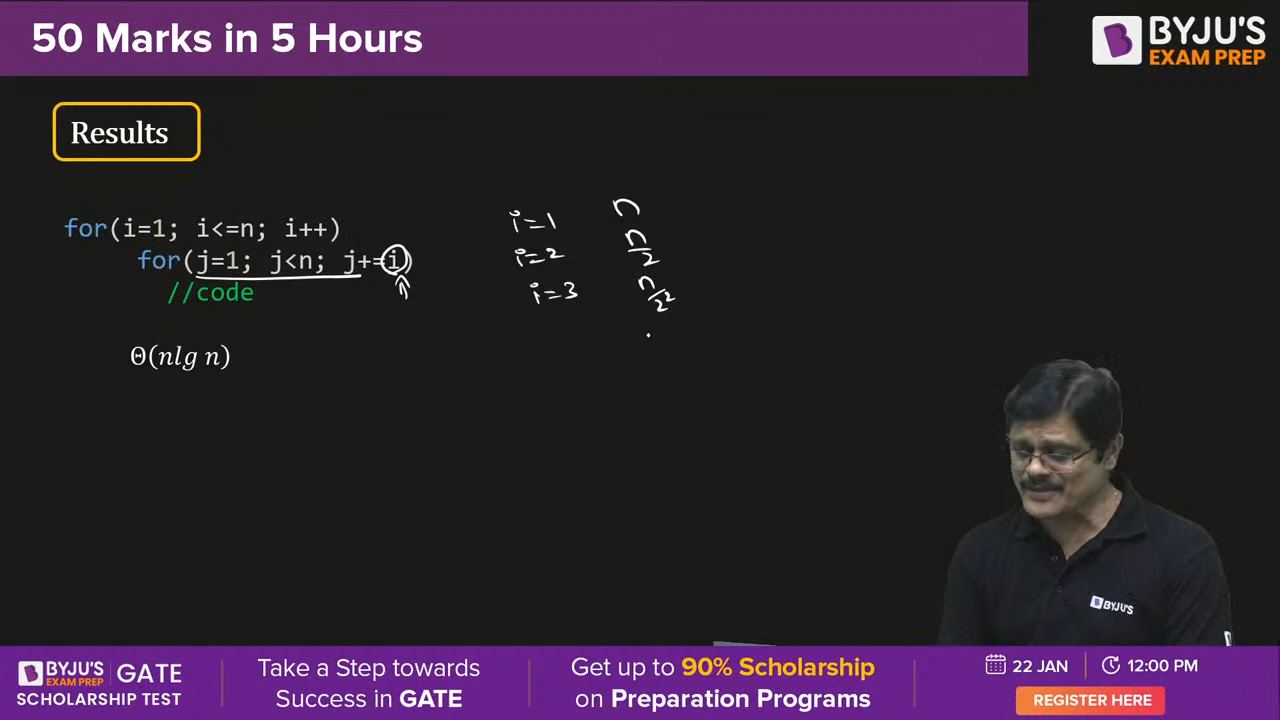 50 Marks in 5 Hours
BYJU'S
EXAM PREP
Results
for(i=1; i<=n; i++)
for(j=1; j<n; j+=i)
//code
Θ(nlg n)
i=1 n
i=2 n/2
i=3 n/2²
BYJU'S
BYJU'S
EXAM PREP
GATE
SCHOLARSHIP TEST
Take a Step towards
Success in GATE
Get up to 90% Scholarship
on Preparation Programs
22 JAN
12:00 PM
REGISTER HERE